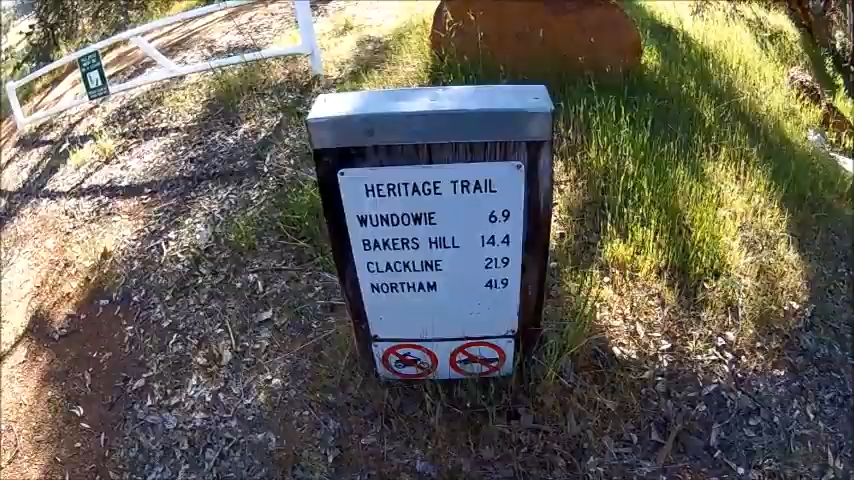 HERITAGE TRAIL
WUNDOWIE 6.9
BAKERS HILL 14.4
CLACKLINE 21.9
NORTHAM 41.9